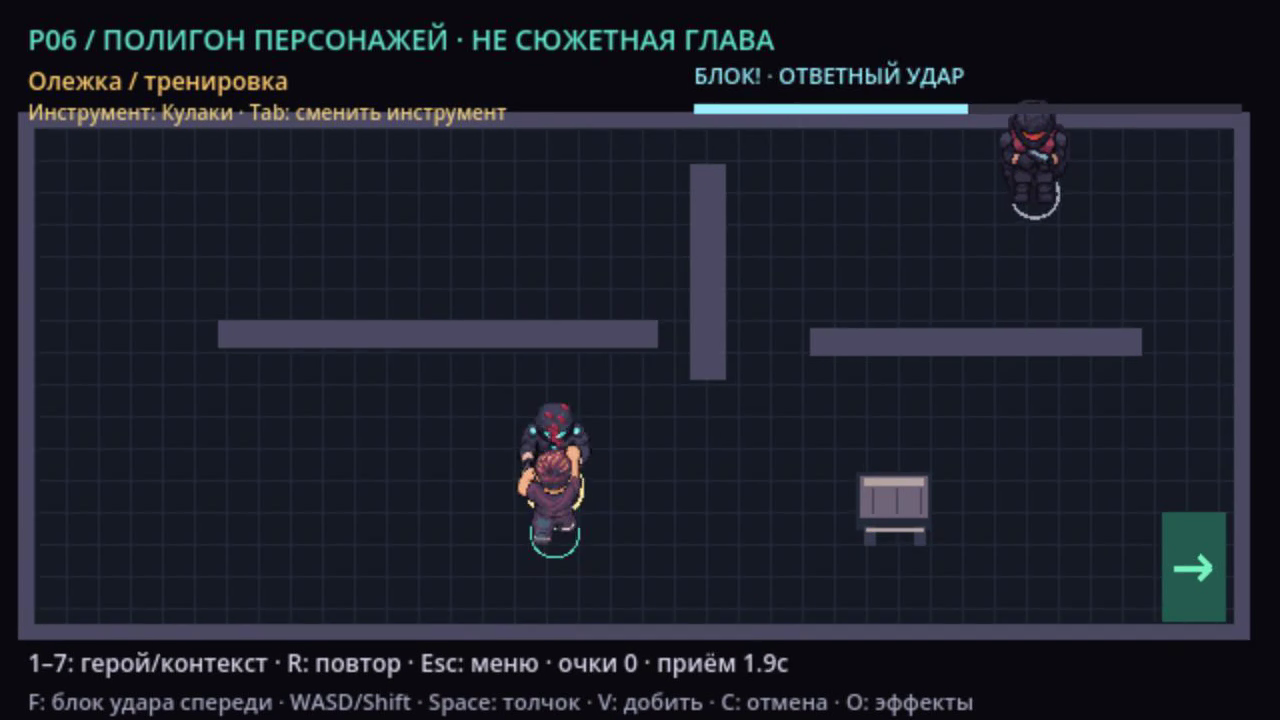 P06 / ПОЛИГОН ПЕРСОНАЖЕЙ · НЕ СЮЖЕТНАЯ ГЛАВА
Олежка / тренировка
БЛОК! · ОТВЕТНЫЙ УДАР
Инструмент: Кулаки · Tab: сменить инструмент
→
1–7: герой/контекст · R: повтор · Esc: меню · очки 0 · приём 1.9с
F: блок удара спереди · WASD/Shift · Space: толчок · V: добить · C: отмена · O: эффекты